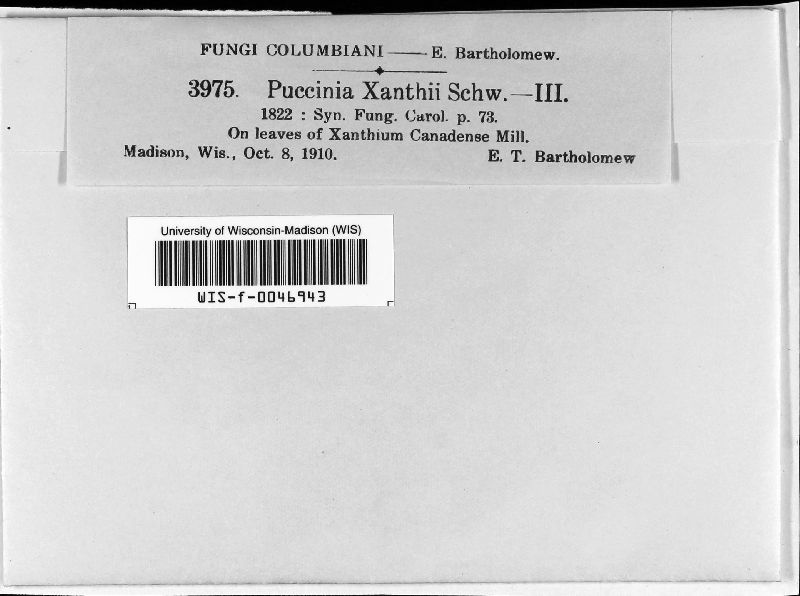 FUNGI COLUMBIANI — E. Bartholomew.
3975. Puccinia Xanthii Schw.—III.
1822 : Syn. Fung. Carol. p. 73.
On leaves of Xanthium Canadense Mill.
Madison, Wis., Oct. 8, 1910. E. T. Bartholomew
University of Wisconsin-Madison (WIS)
WIS-f-0046943